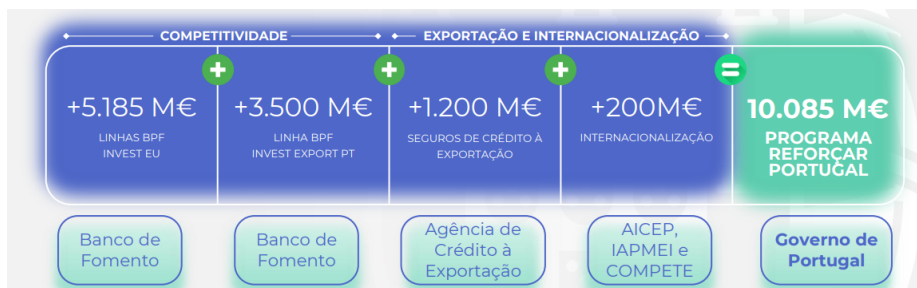 COMPETITIVIDADE
EXPORTAÇÃO E INTERNACIONALIZAÇÃO
+5.185 M€
LINHAS BPF
INVEST EU
+
+3.500 M€
LINHA BPF
INVEST EXPORT PT
+
+1.200 M€
SEGUROS DE CRÉDITO À
EXPORTAÇÃO
+
+200M€
INTERNACIONALIZAÇÃO
=
10.085 M€
PROGRAMA
REFORÇAR
PORTUGAL
Banco de
Fomento
Banco de
Fomento
Agência de
Crédito à
Exportação
AICEP,
IAPMEI e
COMPETE
Governo de
Portugal